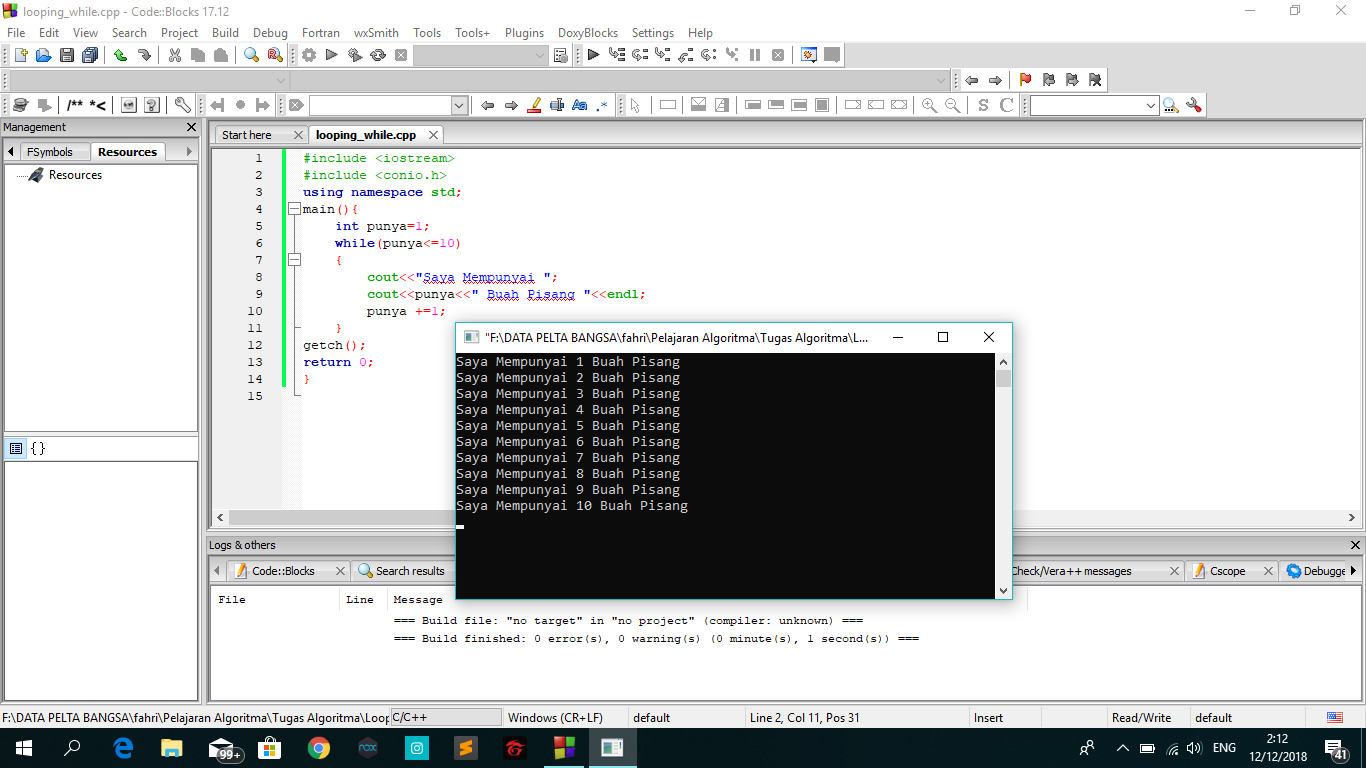 looping_while.cpp - Code::Blocks 17.12
File Edit View Search Project Build Debug Fortran wxSmith Tools Tools+ Plugins DoxyBlocks Settings Help
/** *<
Aa .*
S C
Management
FSymbols Resources
Resources
{}
Start here looping_while.cpp
1 #include <iostream>
2 #include <conio.h>
3 using namespace std;
4 main(){
5 int punya=1;
6 while(punya<=10)
7 {
8 cout<<"Saya Mempunyai ";
9 cout<<punya<<" Buah Pisang "<<endl;
10 punya +=1;
11 }
12 getch();
13 return 0;
14 }
15
"F:\DATA PELTA BANGSA\fahri\Pelajaran Algoritma\Tugas Algoritma\L...
Saya Mempunyai 1 Buah Pisang
Saya Mempunyai 2 Buah Pisang
Saya Mempunyai 3 Buah Pisang
Saya Mempunyai 4 Buah Pisang
Saya Mempunyai 5 Buah Pisang
Saya Mempunyai 6 Buah Pisang
Saya Mempunyai 7 Buah Pisang
Saya Mempunyai 8 Buah Pisang
Saya Mempunyai 9 Buah Pisang
Saya Mempunyai 10 Buah Pisang
Logs & others
Code::Blocks Search results Check/Vera++ messages Cscope Debugge
File Line Message
=== Build file: "no target" in "no project" (compiler: unknown) ===
=== Build finished: 0 error(s), 0 warning(s) (0 minute(s), 1 second(s)) ===
F:\DATA PELTA BANGSA\fahri\Pelajaran Algoritma\Tugas Algoritma\Loop C/C++ Windows (CR+LF) default Line 2, Col 11, Pos 31 Insert Read/Write default
99+ nox ENG 2:12
12/12/2018 41